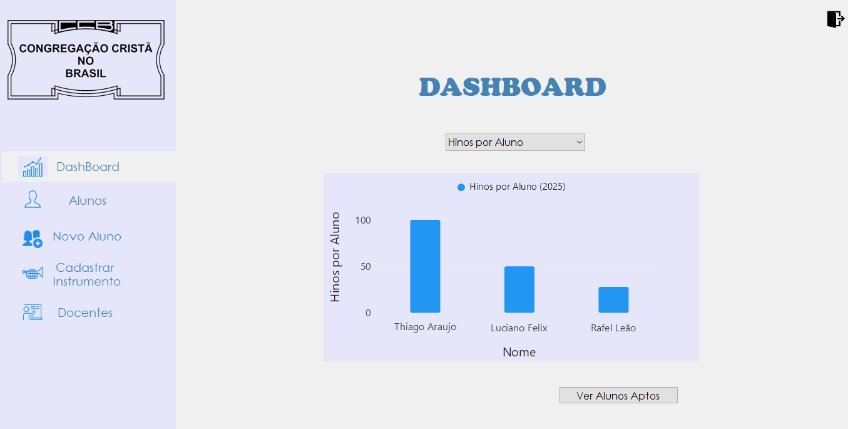 CONGREGAÇÃO CRISTÃ
NO
BRASIL
DashBoard
Alunos
Novo Aluno
Cadastrar
Instrumento
Docentes
DASHBOARD
Hinos por Aluno
Hinos por Aluno (2025)
Hinos por Aluno
100
50
0
Thiago Araujo
Luciano Felix
Rafel Leão
Nome
Ver Alunos Aptos